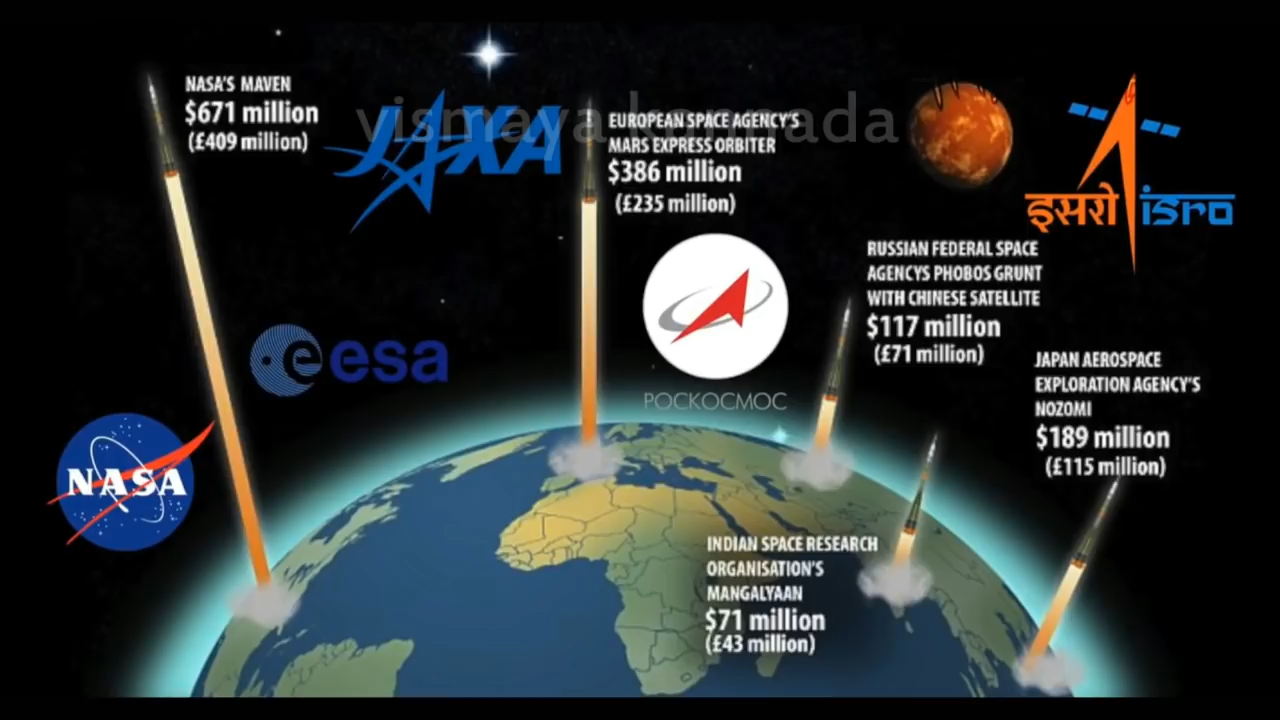 NASA'S MAVEN
$671 million
(£409 million)
JAXA
vismaya kannada
EUROPEAN SPACE AGENCY'S
MARS EXPRESS ORBITER
$386 million
(£235 million)
इसरो isro
RUSSIAN FEDERAL SPACE
AGENCYS PHOBOS GRUNT
WITH CHINESE SATELLITE
$117 million
(£71 million)
esa
РОСКОСМОС
JAPAN AEROSPACE
EXPLORATION AGENCY'S
NOZOMI
$189 million
(£115 million)
NASA
INDIAN SPACE RESEARCH
ORGANISATION'S
MANGALYAAN
$71 million
(£43 million)